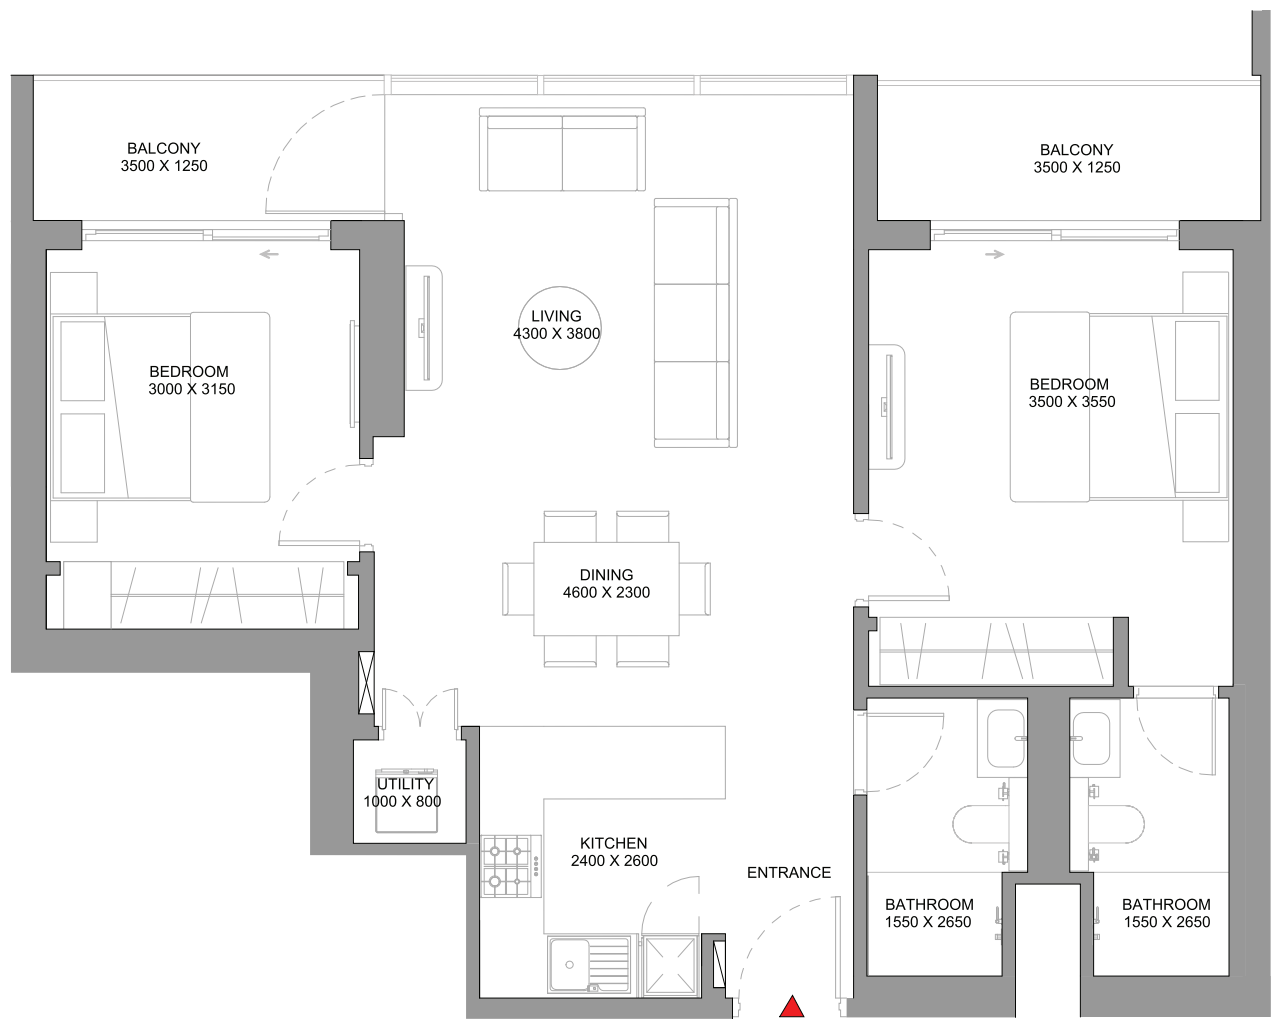 BALCONY
3500 X 1250
BALCONY
3500 X 1250
LIVING
4300 X 3800
BEDROOM
3000 X 3150
BEDROOM
3500 X 3550
DINING
4600 X 2300
UTILITY
1000 X 800
KITCHEN
2400 X 2600
ENTRANCE
BATHROOM
1550 X 2650
BATHROOM
1550 X 2650